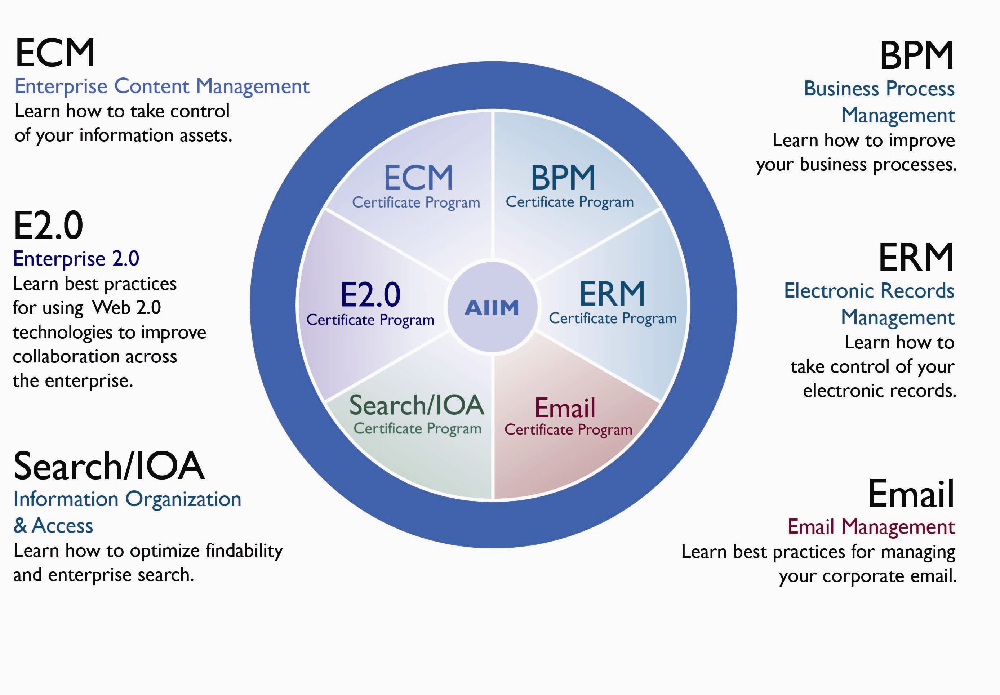 ECM
Enterprise Content Management
Learn how to take control
of your information assets.
E2.0
Enterprise 2.0
Learn best practices
for using Web 2.0
technologies to improve
collaboration across
the enterprise.
Search/IOA
Information Organization
& Access
Learn how to optimize findability
and enterprise search.
ECM
Certificate Program
BPM
Certificate Program
E2.0
Certificate Program
AIIM
ERM
Certificate Program
Search/IOA
Certificate Program
Email
Certificate Program
BPM
Business Process
Management
Learn how to improve
your business processes.
ERM
Electronic Records
Management
Learn how to
take control of your
electronic records.
Email
Email Management
Learn best practices for managing
your corporate email.